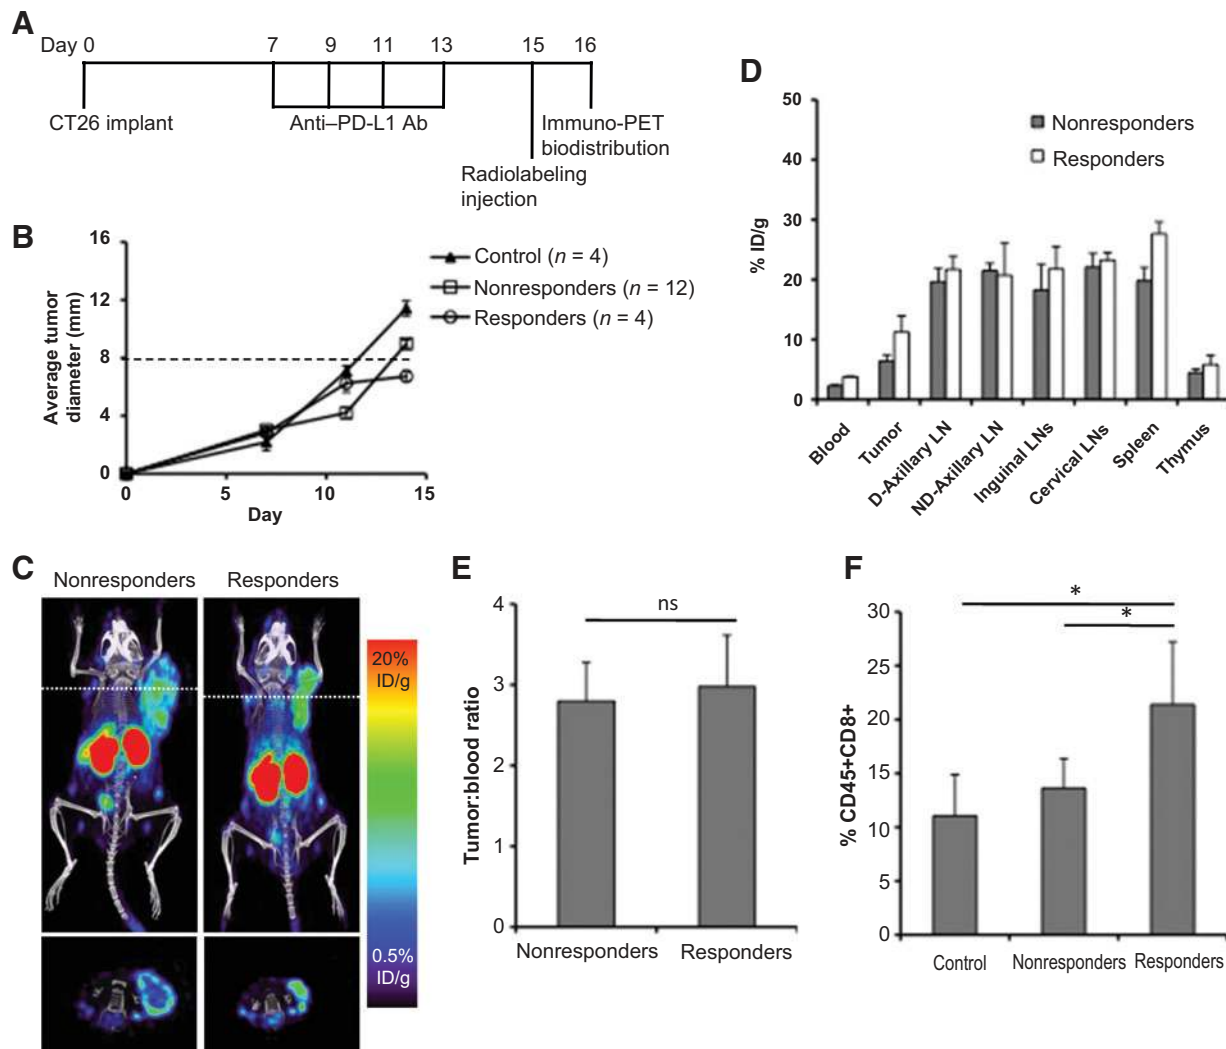 A
Day 0 7 9 11 13 15 16
CT26 implant
Anti–PD-L1 Ab
Radiolabeling
injection
Immuno-PET
biodistribution
B
Average tumor
diameter (mm)
16
12
8
4
0
0 5 10 15
Day
Control (n = 4)
Nonresponders (n = 12)
Responders (n = 4)
C
Nonresponders Responders
20%
ID/g
0.5%
ID/g
D
% ID/g
50
40
30
20
10
0
Nonresponders
Responders
Blood
Tumor
D-Axillary LN
ND-Axillary LN
Inguinal LNs
Cervical LNs
Spleen
Thymus
E
Tumor:blood ratio
4
3
2
1
0
ns
Nonresponders Responders
F
% CD45+CD8+
30
25
20
15
10
5
0
*
*
Control Nonresponders Responders